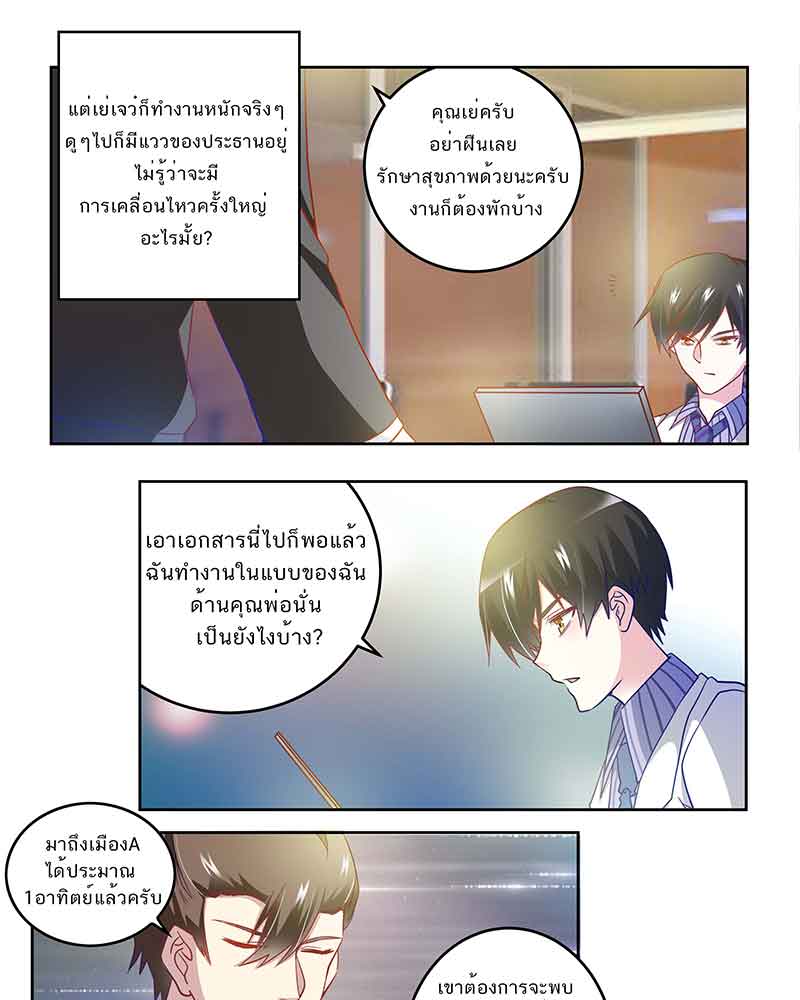 แต่เย่เจว๋ก็ทำงานหนักจริงๆ
ดูๆไปก็มีแววของประธานอยู่
ไม่รู้ว่าจะมี
การเคลื่อนไหวครั้งใหญ่
อะไรมั้ย?
คุณเย่ครับ
อย่าฝืนเลย
รักษาสุขภาพด้วยนะครับ
งานก็ต้องพักบ้าง
เอาเอกสารนี่ไปก็พอแล้ว
ฉันทำงานในแบบของฉัน
ด้านคุณพ่อนั่น
เป็นยังไงบ้าง?
มาถึงเมืองA
ได้ประมาณ
1อาทิตย์แล้วครับ
เขาต้องการจะพบ